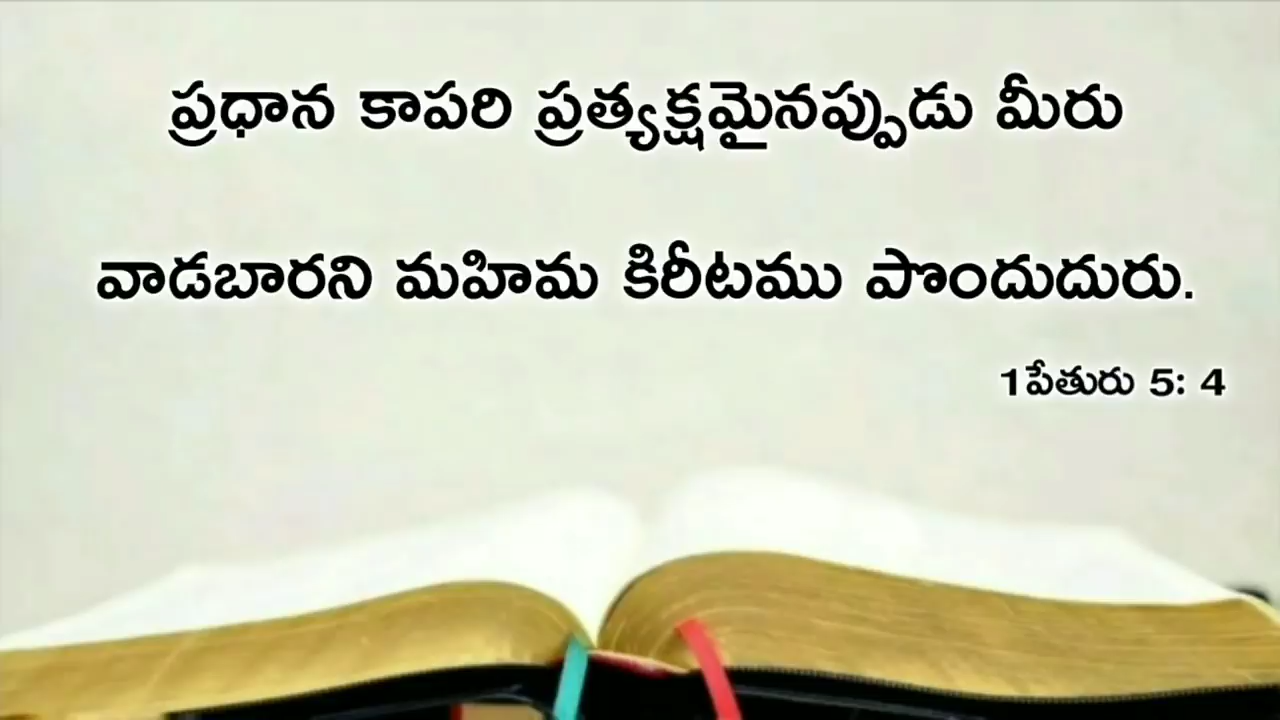 ప్రధాన కాపరి ప్రత్యక్షమైనప్పుడు మీరు
వాడబారని మహిమ కిరీటము పొందుదురు.
1పేతురు 5: 4